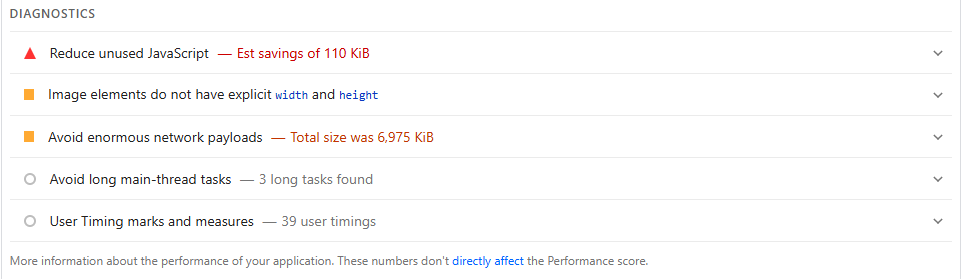 DIAGNOSTICS
Reduce unused JavaScript — Est savings of 110 KiB
Image elements do not have explicit width and height
Avoid enormous network payloads — Total size was 6,975 KiB
Avoid long main-thread tasks — 3 long tasks found
User Timing marks and measures — 39 user timings
More information about the performance of your application. These numbers don't directly affect the Performance score.